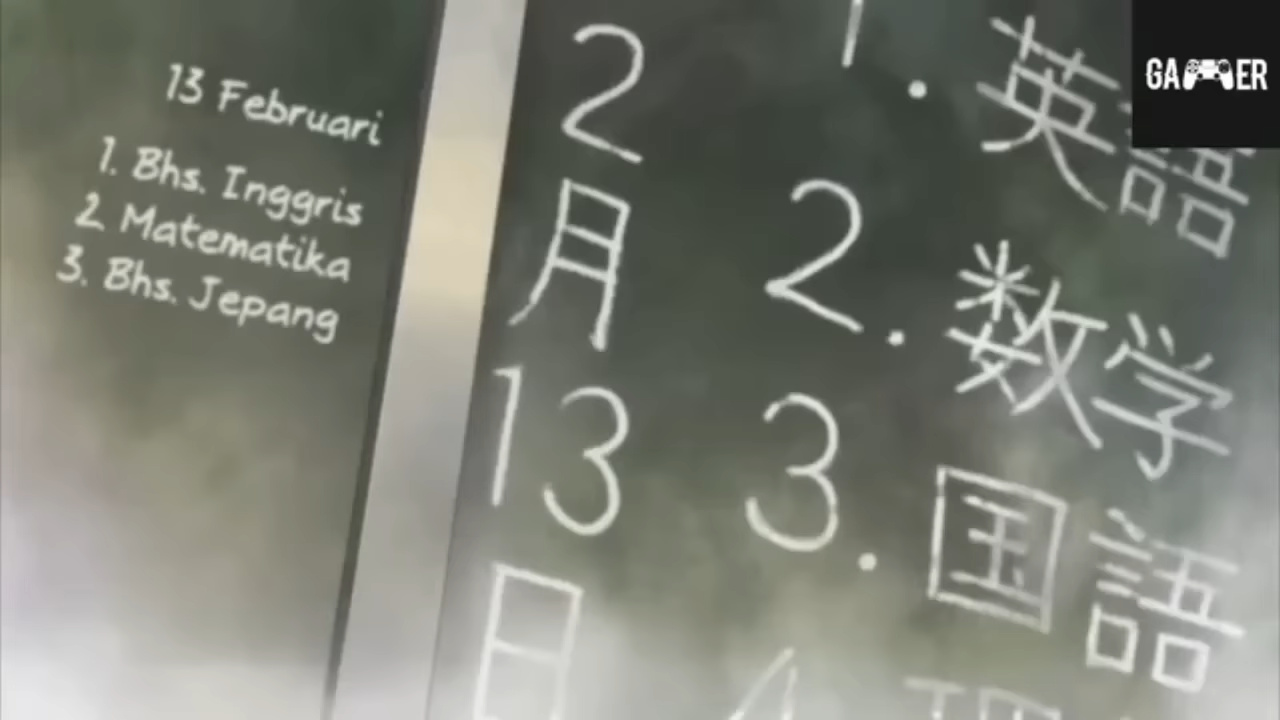 13 Februari
1. Bhs. Inggris
2. Matematika
3. Bhs. Jepang
2月13日
1. 英語
2. 数学
3. 国語
4.
GAMER